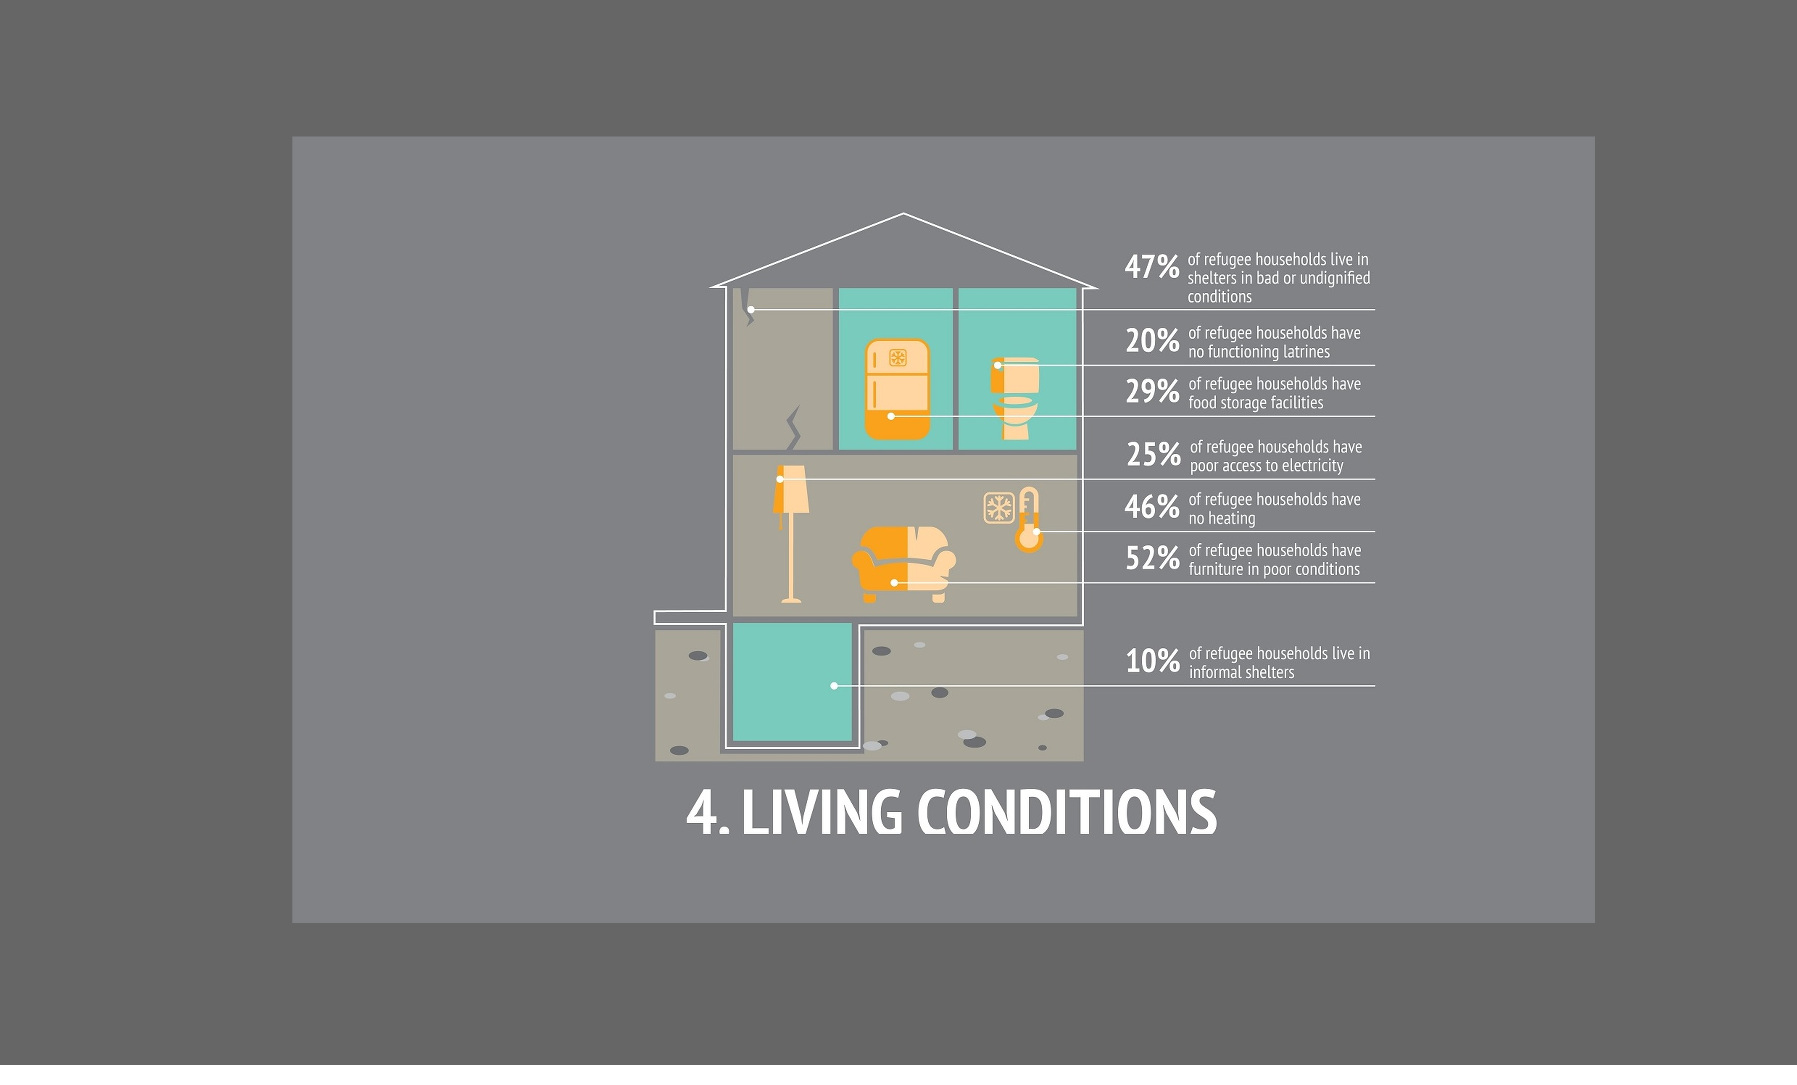 47% of refugee households live in
shelters in bad or undignified
conditions
20% of refugee households have
no functioning latrines
29% of refugee households have
food storage facilities
25% of refugee households have
poor access to electricity
46% of refugee households have
no heating
52% of refugee households have
furniture in poor conditions
10% of refugee households live in
informal shelters
4. LIVING CONDITIONS